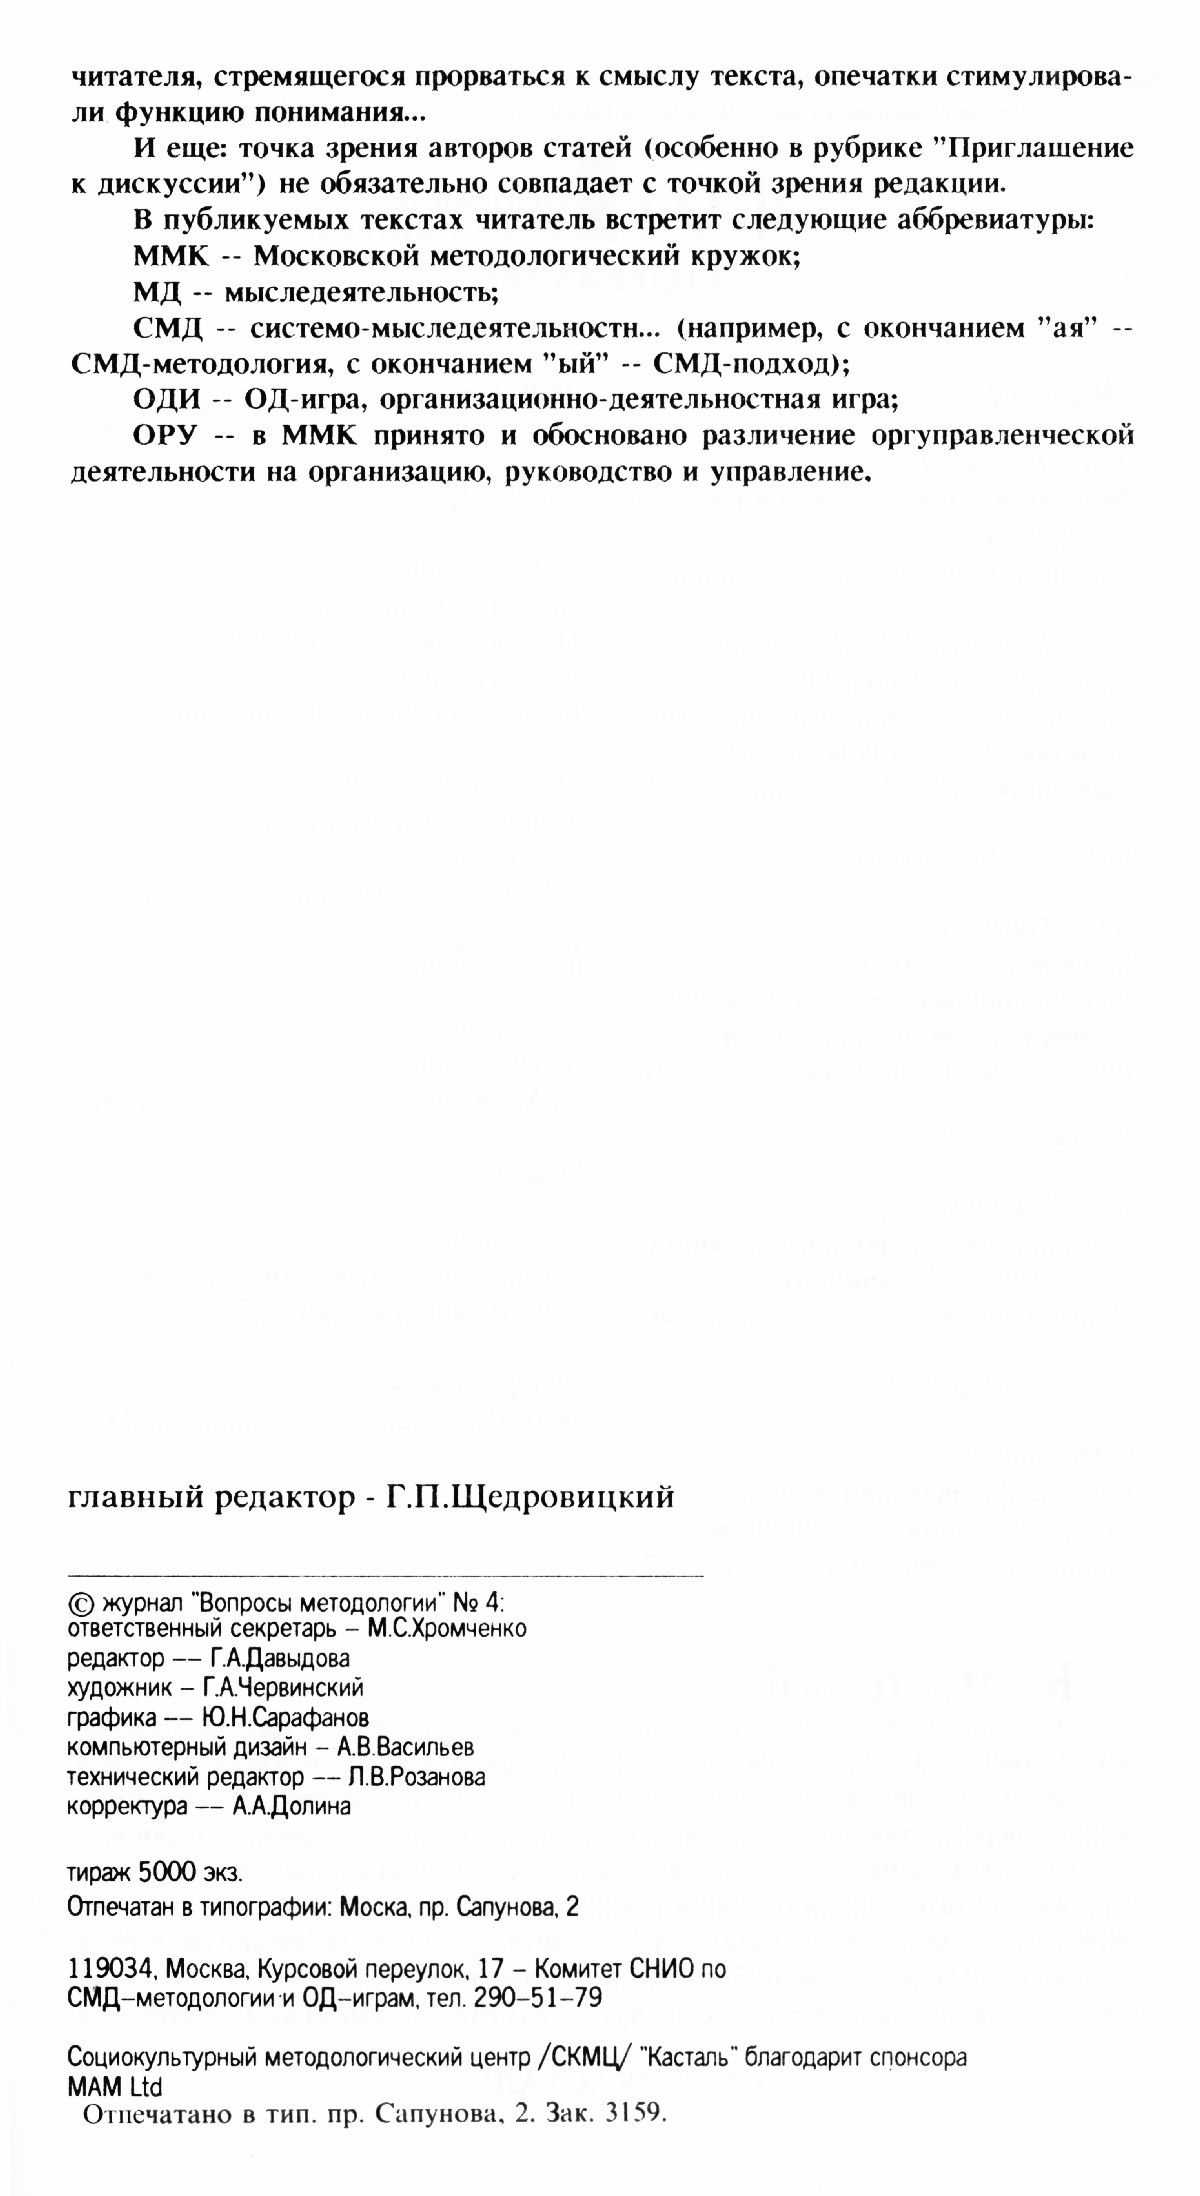 читателя, стремящегося прорваться к смыслу текста, опечатки стимулирова-
ли функцию понимания...
И еще: точка зрения авторов статей (особенно в рубрике "Приглашение
к дискуссии") не обязательно совпадает с точкой зрения редакции.
В публикуемых текстах читатель встретит следующие аббревиатуры:
ММК -- Московской методологический кружок;
МД -- мыследеятельность;
СМД -- системо-мыследеятельностн... (например, с окончанием "ая" --
СМД-методология, с окончанием "ый" -- СМД-подход);
ОДИ -- ОД-игра, организационно-деятельностная игра;
ОРУ -- в ММК принято и обосновано различение оргуправленческой
деятельности на организацию, руководство и управление.
главный редактор - Г.П.Щедровицкий
© журнал "Вопросы методологии" № 4:
ответственный секретарь – М.С.Хромченко
редактор –– Г.А.Давыдова
художник – Г.А.Червинский
графика –– Ю.Н.Сарафанов
компьютерный дизайн – А.В.Васильев
технический редактор –– Л.В.Розанова
корректура –– А.А.Долина
тираж 5000 экз.
Отпечатан в типографии: Моска, пр. Сапунова, 2
119034, Москва, Курсовой переулок, 17 – Комитет СНИО по
СМД–методологии и ОД–играм, тел. 290–51–79
Социокультурный методологический центр /СКМЦ/ "Касталь" благодарит спонсора
МАМ Ltd
Отпечатано в тип. пр. Сапунова, 2. Зак. 3159.